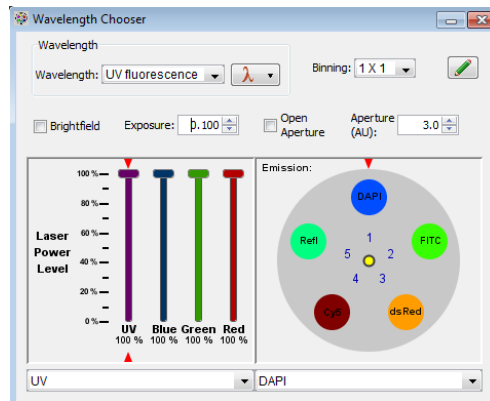 Wavelength Chooser
Wavelength
Wavelength: UV fluorescence λ
Binning: 1 X 1
Brightfield
Exposure: 0.100
Open
Aperture
Aperture
(AU): 3.0
Laser
Power
Level
100 %
80 %
60 %
40 %
20 %
0 %
UV Blue Green Red
100 % 100 % 100 % 100 %
Emission:
DAPI
Refl
FITC
1
5 2
4 3
Cy5
dsRed
UV
DAPI